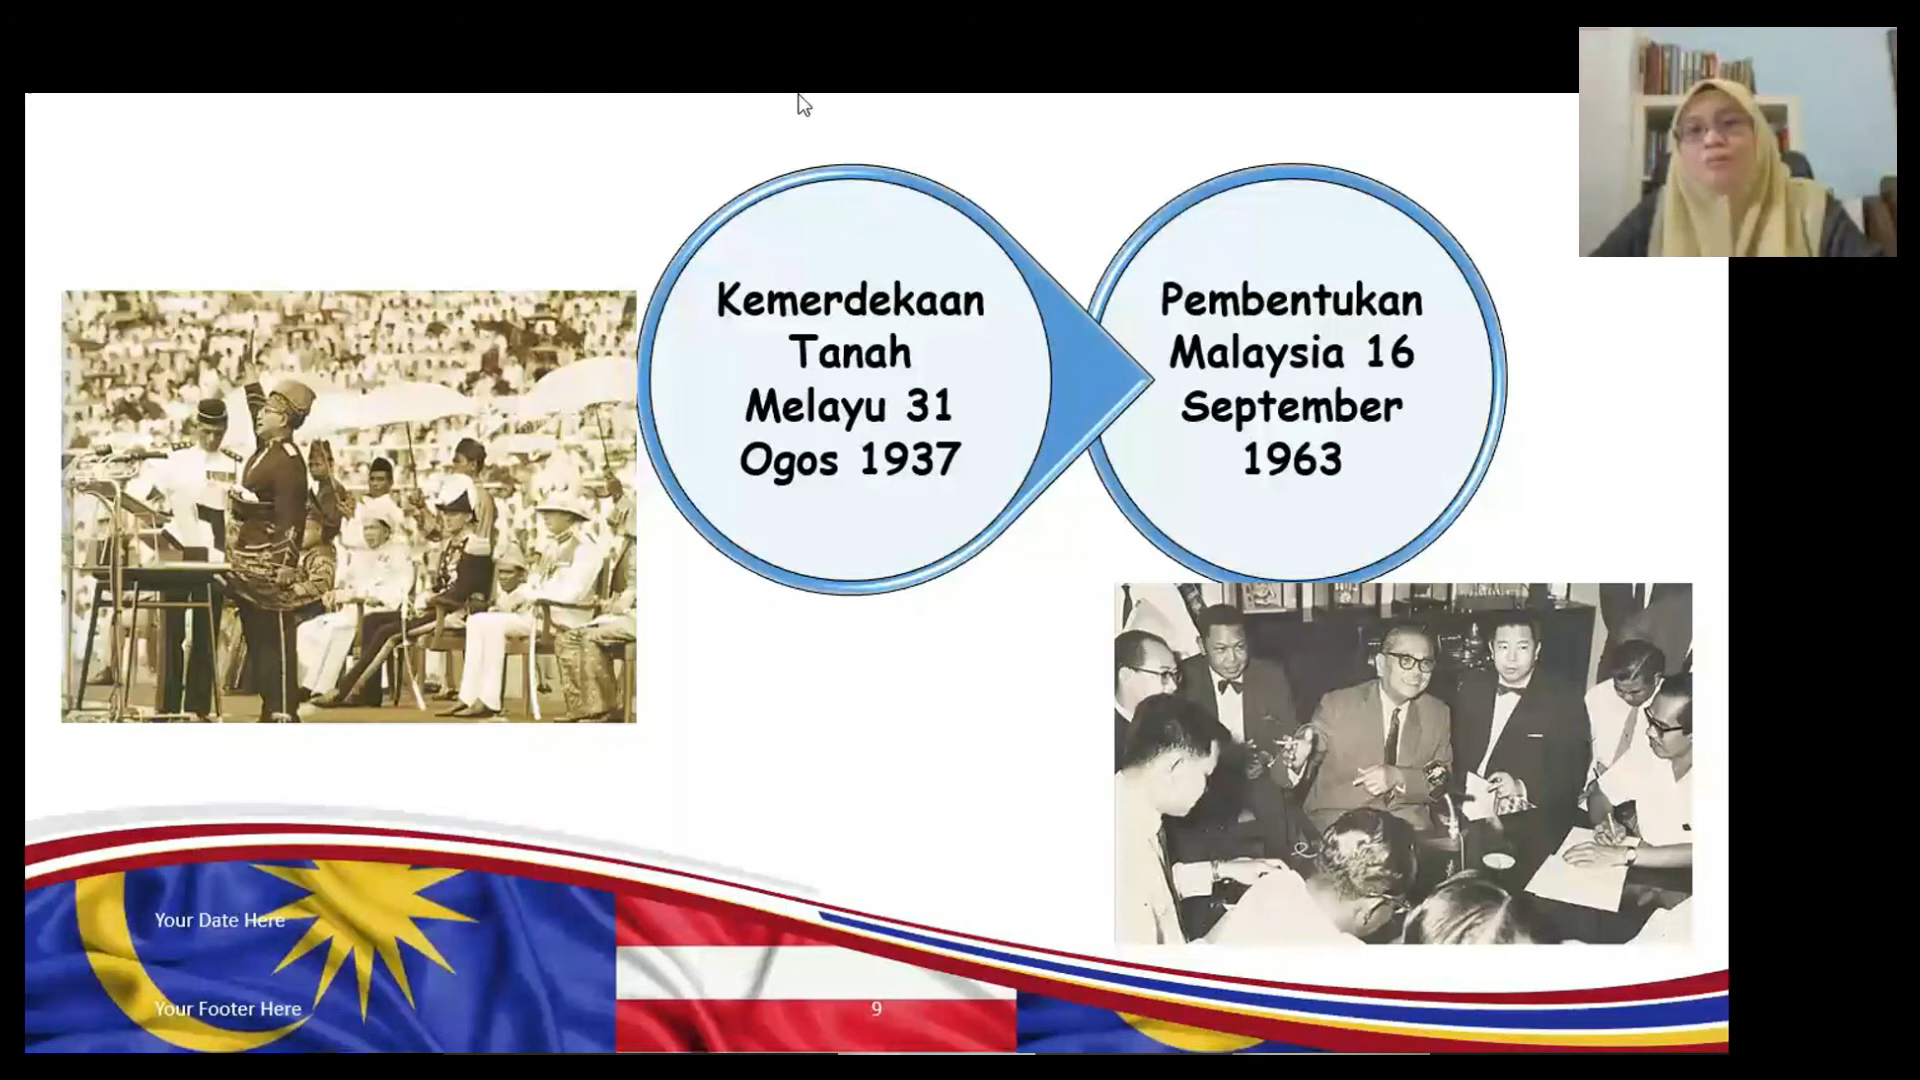 Kemerdekaan
Tanah
Melayu 31
Ogos 1937
Pembentukan
Malaysia 16
September
1963
Your Date Here
Your Footer Here
9